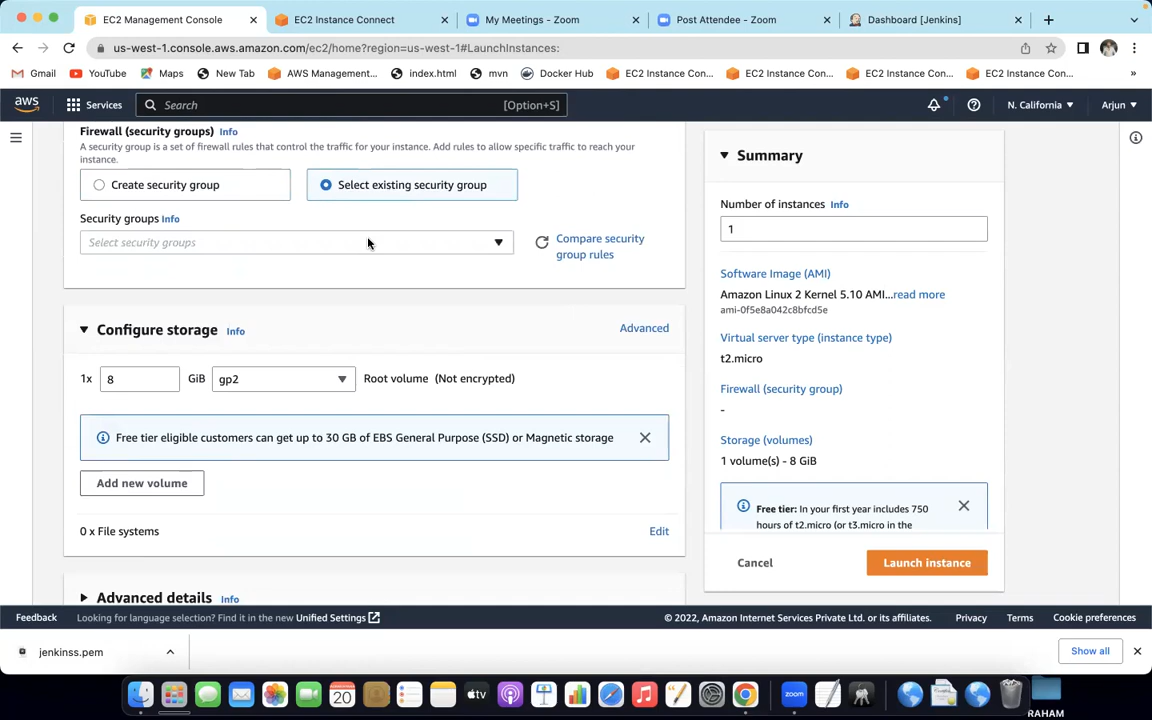 EC2 Management Console
EC2 Instance Connect
My Meetings - Zoom
Post Attendee - Zoom
Dashboard [Jenkins]
us-west-1.console.aws.amazon.com/ec2/home?region=us-west-1#LaunchInstances:
Gmail
YouTube
Maps
New Tab
AWS Management...
index.html
mvn
Docker Hub
EC2 Instance Con...
EC2 Instance Con...
EC2 Instance Con...
EC2 Instance Con...
»
aws
Services
Search
[Option+S]
N. California
Arjun
Firewall (security groups) Info
A security group is a set of firewall rules that control the traffic for your instance. Add rules to allow specific traffic to reach your
instance.
Create security group
Select existing security group
Security groups Info
Select security groups
Compare security
group rules
Configure storage Info
Advanced
1x
8
GiB
gp2
Root volume (Not encrypted)
Free tier eligible customers can get up to 30 GB of EBS General Purpose (SSD) or Magnetic storage
Add new volume
0 x File systems
Edit
Advanced details Info
Summary
Number of instances Info
1
Software Image (AMI)
Amazon Linux 2 Kernel 5.10 AMI...read more
ami-0f5e8a042c8bfcd5e
Virtual server type (instance type)
t2.micro
Firewall (security group)
-
Storage (volumes)
1 volume(s) - 8 GiB
Free tier: In your first year includes 750
hours of t2.micro (or t3.micro in the
Cancel
Launch instance
Feedback
Looking for language selection? Find it in the new Unified Settings
© 2022, Amazon Internet Services Private Ltd. or its affiliates.
Privacy
Terms
Cookie preferences
jenkinss.pem
Show all
20
tv
zoom
RAHAM